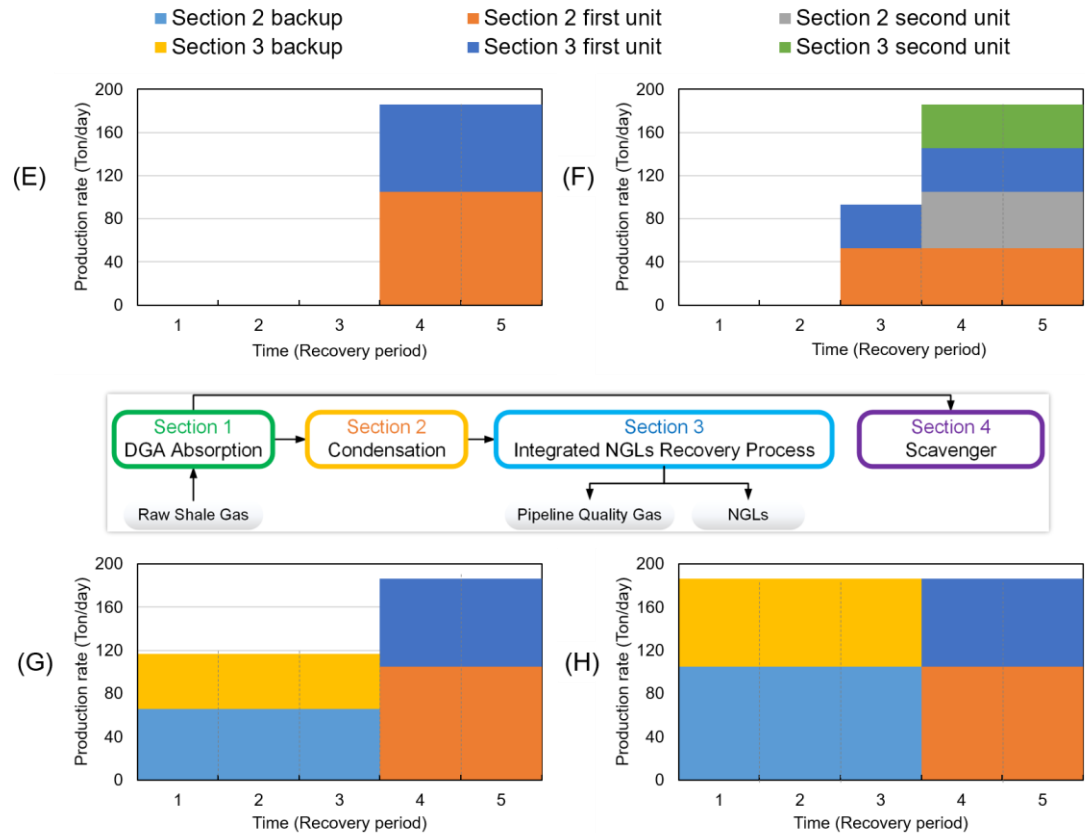 Section 2 backup Section 2 first unit Section 2 second unit
Section 3 backup Section 3 first unit Section 3 second unit
(E)
Production rate (Ton/day)
200
160
120
80
40
0
1 2 3 4 5
Time (Recovery period)
(F)
Production rate (Ton/day)
200
160
120
80
40
0
1 2 3 4 5
Time (Recovery period)
Section 1
DGA Absorption
Section 2
Condensation
Section 3
Integrated NGLs Recovery Process
Section 4
Scavenger
Raw Shale Gas
Pipeline Quality Gas
NGLs
(G)
Production rate (Ton/day)
200
160
120
80
40
0
1 2 3 4 5
Time (Recovery period)
(H)
Production rate (Ton/day)
200
160
120
80
40
0
1 2 3 4 5
Time (Recovery period)